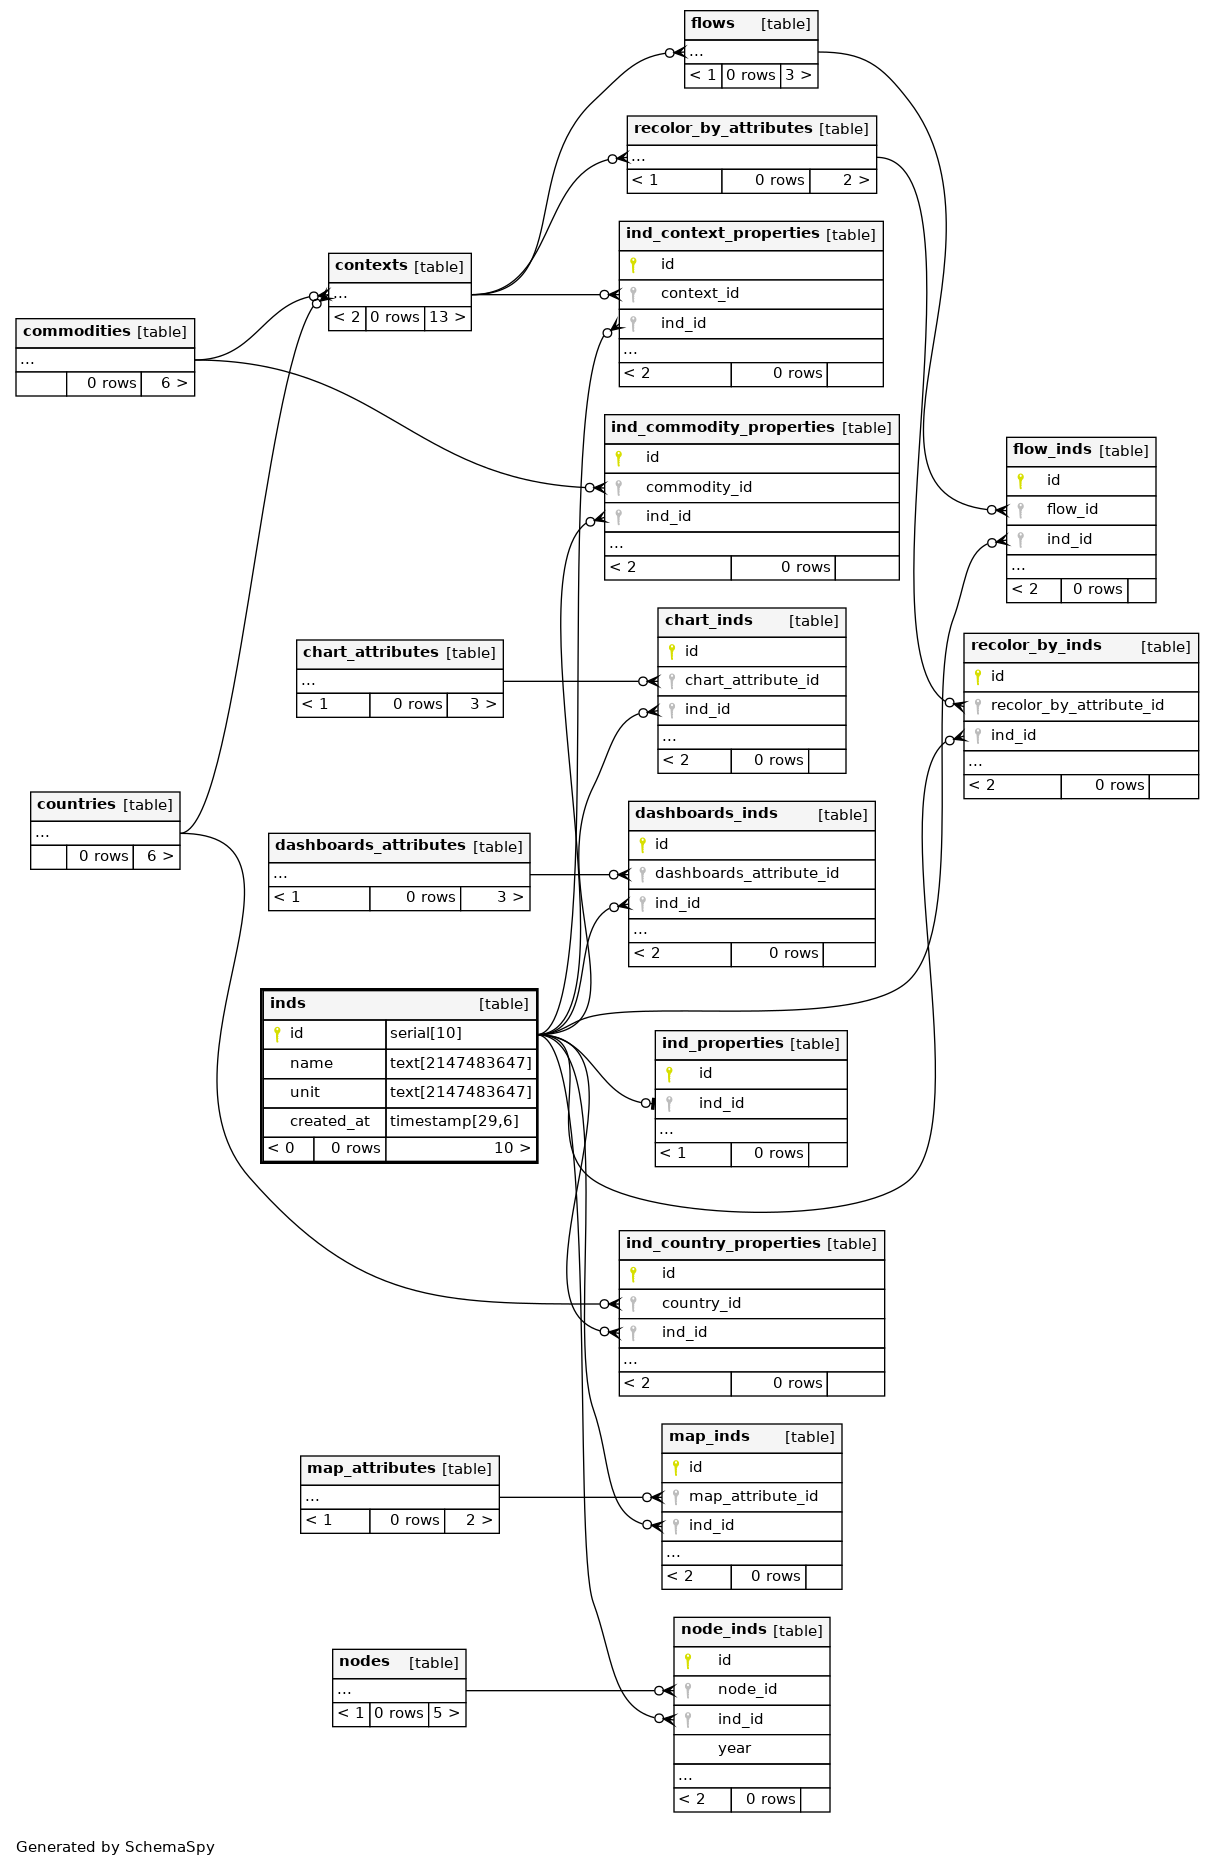 flows [table]
...
< 1 0 rows 3 >
recolor_by_attributes [table]
...
< 1 0 rows 2 >
ind_context_properties [table]
id
context_id
ind_id
...
< 2 0 rows
contexts [table]
...
< 2 0 rows 13 >
commodities [table]
...
0 rows 6 >
ind_commodity_properties [table]
id
commodity_id
ind_id
...
< 2 0 rows
flow_inds [table]
id
flow_id
ind_id
...
< 2 0 rows
chart_inds [table]
id
chart_attribute_id
ind_id
...
< 2 0 rows
chart_attributes [table]
...
< 1 0 rows 3 >
recolor_by_inds [table]
id
recolor_by_attribute_id
ind_id
...
< 2 0 rows
countries [table]
...
0 rows 6 >
dashboards_inds [table]
id
dashboards_attribute_id
ind_id
...
< 2 0 rows
dashboards_attributes [table]
...
< 1 0 rows 3 >
inds [table]
id serial[10]
name text[2147483647]
unit text[2147483647]
created_at timestamp[29,6]
< 0 0 rows 10 >
ind_properties [table]
id
ind_id
...
< 1 0 rows
ind_country_properties [table]
id
country_id
ind_id
...
< 2 0 rows
map_inds [table]
id
map_attribute_id
ind_id
...
< 2 0 rows
map_attributes [table]
...
< 1 0 rows 2 >
node_inds [table]
id
node_id
ind_id
year
...
< 2 0 rows
nodes [table]
...
< 1 0 rows 5 >
Generated by SchemaSpy